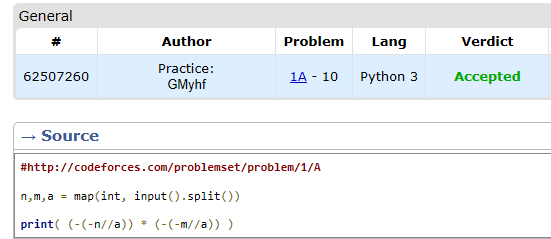 General
# Author Problem Lang Verdict
62507260 Practice: GMyhf 1A - 10 Python 3 Accepted
→ Source
#http://codeforces.com/problemset/problem/1/A
n,m,a = map(int, input().split())
print( (-(-n//a)) * (-(-m//a)) )